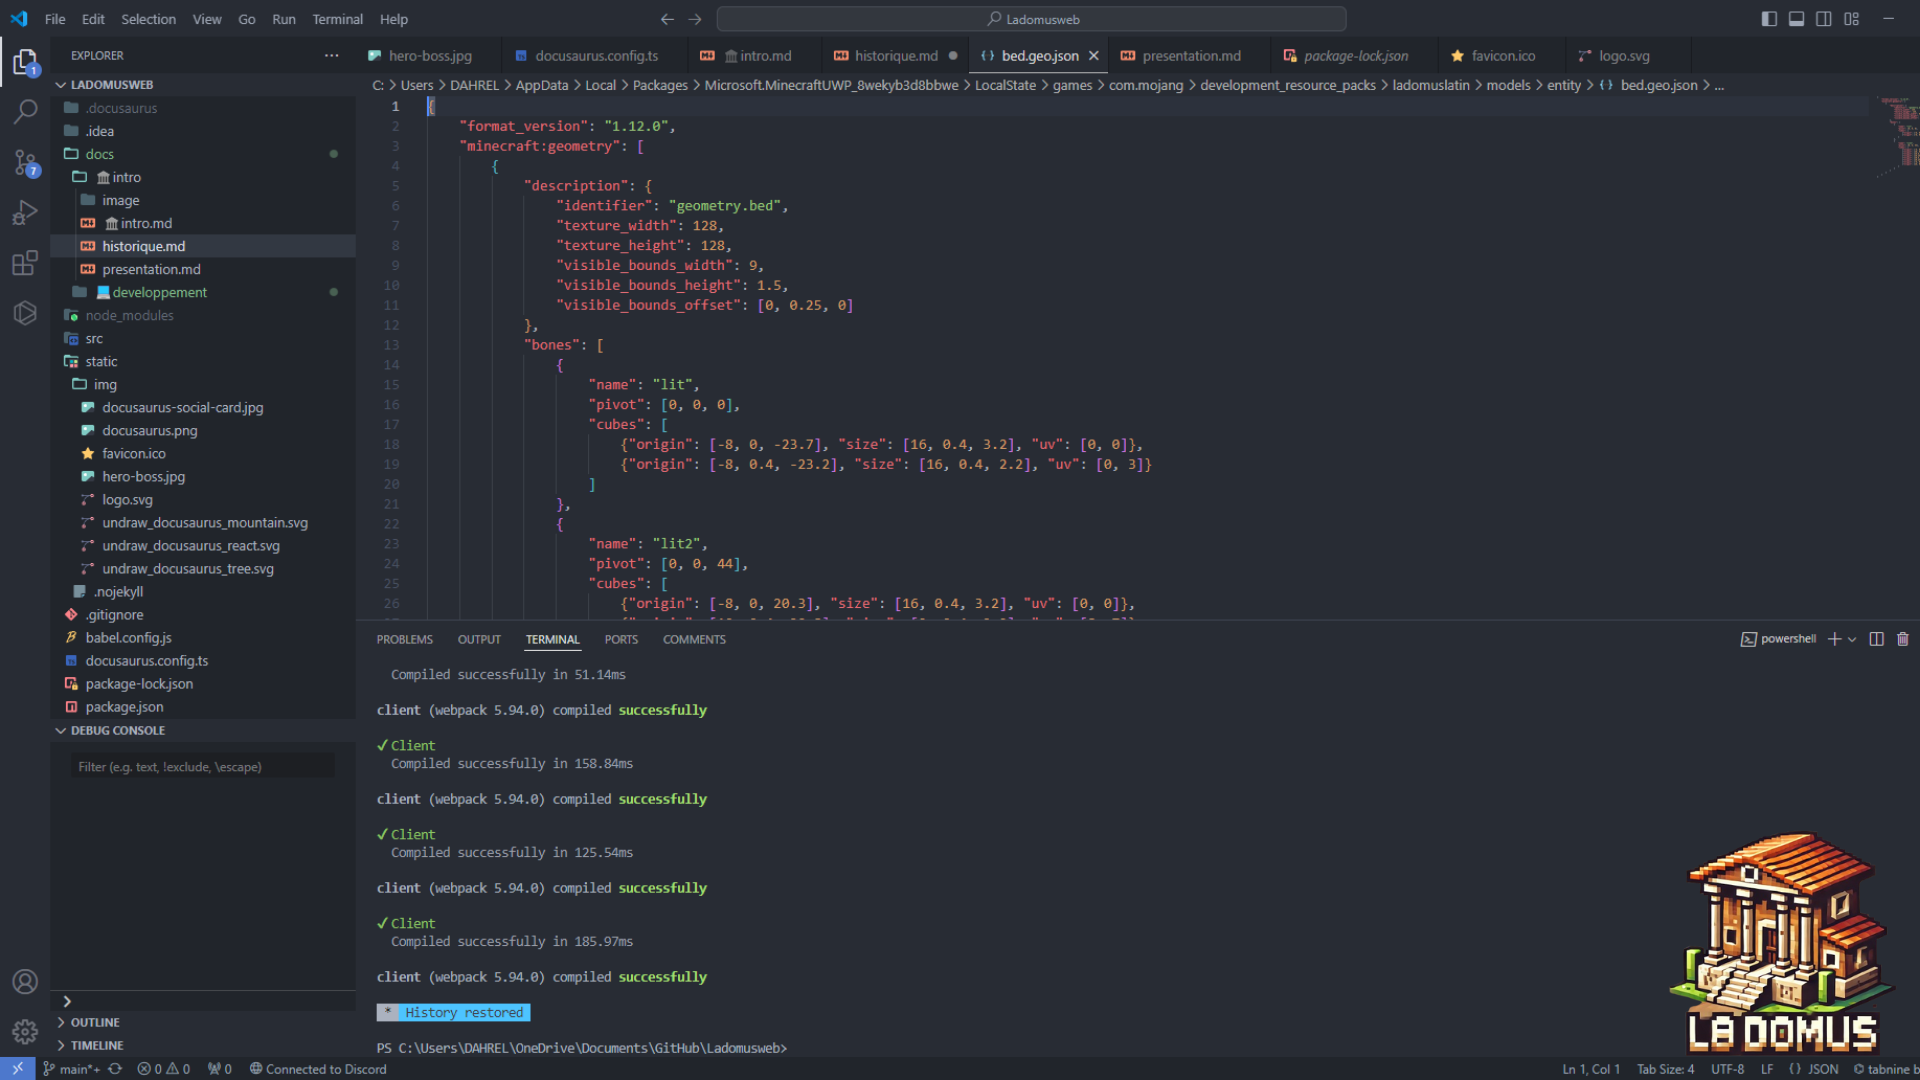 File Edit Selection View Go Run Terminal Help
Ladomusweb
EXPLORER
hero-boss.jpg
docusaurus.config.ts
intro.md
historique.md
bed.geo.json
presentation.md
package-lock.json
favicon.ico
logo.svg
C: > Users > DAHREL > AppData > Local > Packages > Microsoft.MinecraftUWP_8wekyb3d8bbwe > LocalState > games > com.mojang > development_resource_packs > ladomuslatin > models > entity > {} bed.geo.json > ...
LADOMUSWEB
.docusaurus
.idea
docs
intro
image
intro.md
historique.md
presentation.md
developpement
node_modules
src
static
img
docusaurus-social-card.jpg
docusaurus.png
favicon.ico
hero-boss.jpg
logo.svg
undraw_docusaurus_mountain.svg
undraw_docusaurus_react.svg
undraw_docusaurus_tree.svg
.nojekyll
.gitignore
babel.config.js
docusaurus.config.ts
package-lock.json
package.json
DEBUG CONSOLE
Filter (e.g. text, !exclude, \escape)
OUTLINE
TIMELINE
1 {
2 "format_version": "1.12.0",
3 "minecraft:geometry": [
4 {
5 "description": {
6 "identifier": "geometry.bed",
7 "texture_width": 128,
8 "texture_height": 128,
9 "visible_bounds_width": 9,
10 "visible_bounds_height": 1.5,
11 "visible_bounds_offset": [0, 0.25, 0]
12 },
13 "bones": [
14 {
15 "name": "lit",
16 "pivot": [0, 0, 0],
17 "cubes": [
18 {"origin": [-8, 0, -23.7], "size": [16, 0.4, 3.2], "uv": [0, 0]},
19 {"origin": [-8, 0.4, -23.2], "size": [16, 0.4, 2.2], "uv": [0, 3]}
20 ]
21 },
22 {
23 "name": "lit2",
24 "pivot": [0, 0, 44],
25 "cubes": [
26 {"origin": [-8, 0, 20.3], "size": [16, 0.4, 3.2], "uv": [0, 0]},
PROBLEMS OUTPUT TERMINAL PORTS COMMENTS
powershell
Compiled successfully in 51.14ms
client (webpack 5.94.0) compiled successfully
✓ Client
Compiled successfully in 158.84ms
client (webpack 5.94.0) compiled successfully
✓ Client
Compiled successfully in 125.54ms
client (webpack 5.94.0) compiled successfully
✓ Client
Compiled successfully in 185.97ms
client (webpack 5.94.0) compiled successfully
* History restored
PS C:\Users\DAHREL\OneDrive\Documents\GitHub\Ladomusweb>
LA DOMUS
1
7
main*+ 0 0 0 Connected to Discord
Ln 1, Col 1 Tab Size: 4 UTF-8 LF {} JSON tabnine b